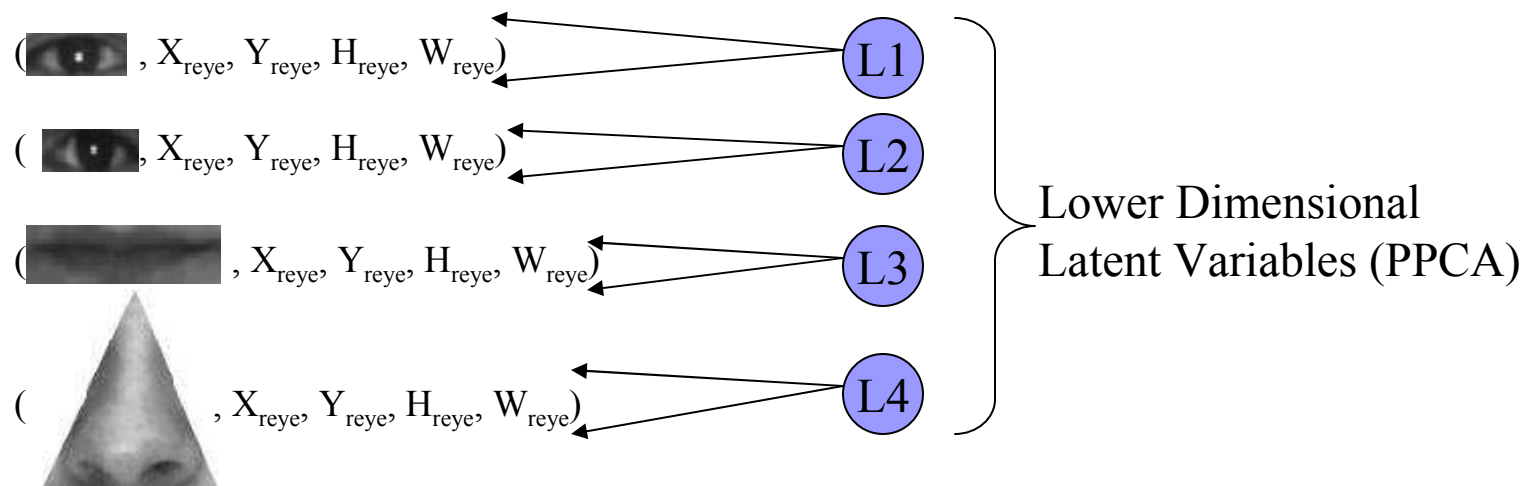 ( , Xreye, Yreye, Hreye, Wreye) L1
( , Xreye, Yreye, Hreye, Wreye) L2
Lower Dimensional
( , Xreye, Yreye, Hreye, Wreye) L3
Latent Variables (PPCA)
( , Xreye, Yreye, Hreye, Wreye) L4